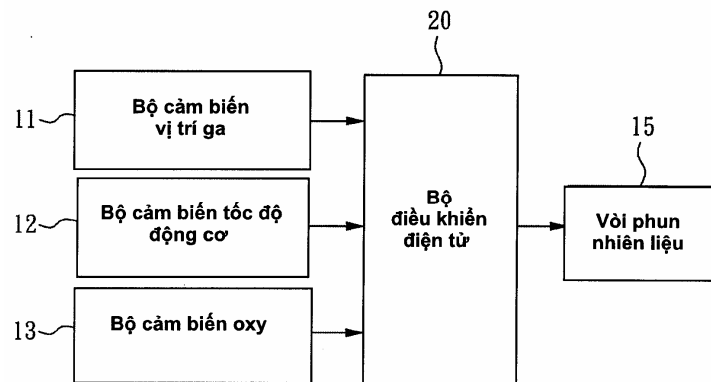 20
11
Bộ cảm biến
vị trí ga
15
12
Bộ cảm biến tốc độ
động cơ
Bộ
điều khiển
điện tử
Vòi phun
nhiên liệu
13
Bộ cảm biến oxy